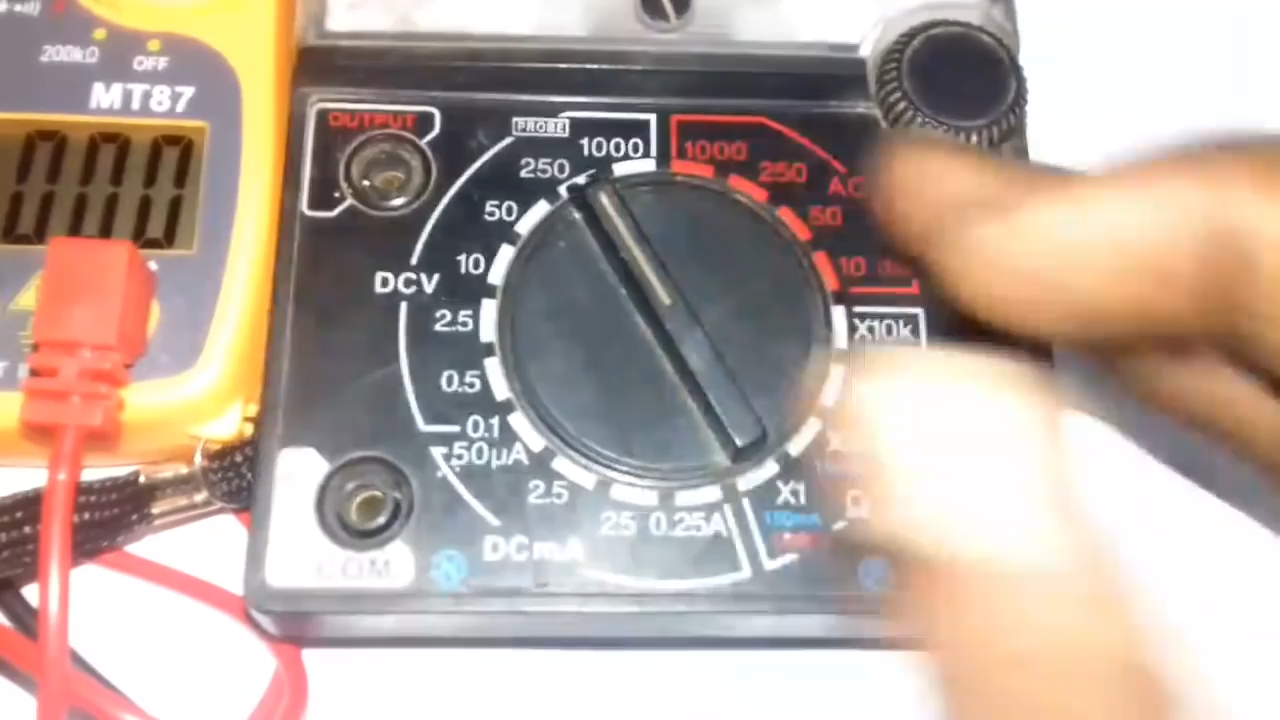 200kΩ
OFF
MT87
000
OUTPUT
PROBE
1000
1000
250
250
50
50
10
10
DCV
2.5
X10k
0.5
0.1
50µA
2.5
25
0.25A
X1
DCmA
COM